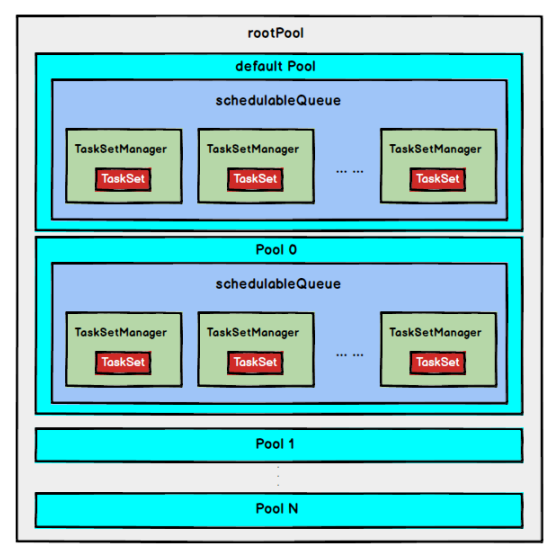 rootPool
default Pool
schedulableQueue
TaskSetManager TaskSetManager TaskSetManager
... ...
TaskSet TaskSet TaskSet
Pool 0
schedulableQueue
TaskSetManager TaskSetManager TaskSetManager
... ...
TaskSet TaskSet TaskSet
Pool 1
Pool N